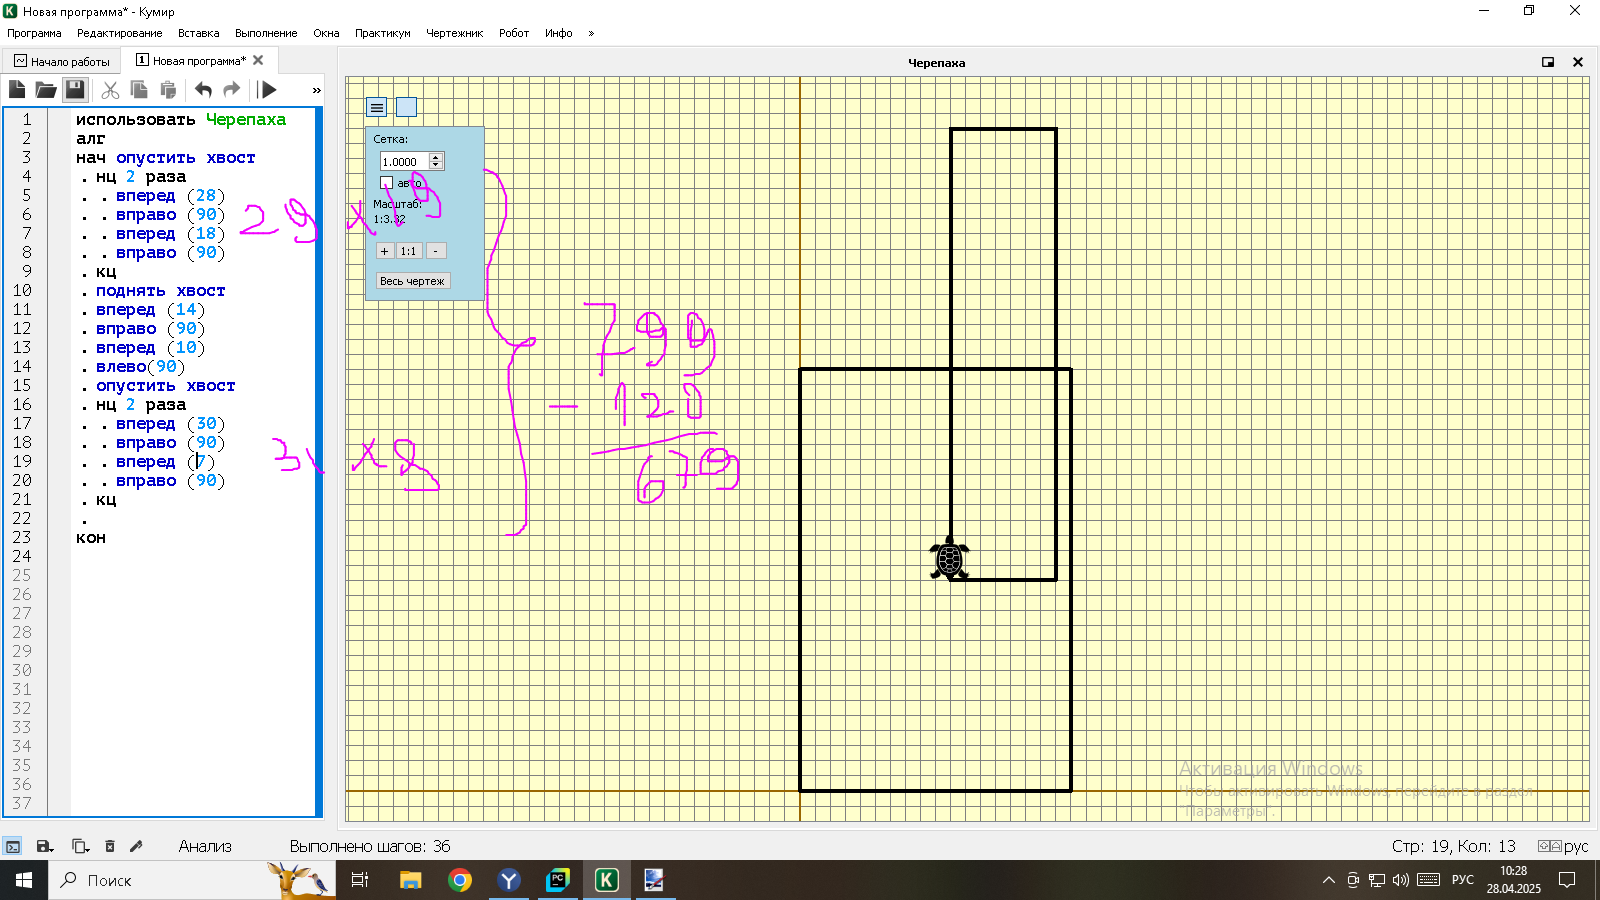 Новая программа* - Кумир
Программа Редактирование Вставка Выполнение Окна Практикум Чертежник Робот Инфо »
Начало работы
1 Новая программа*
Черепаха
»
1 использовать Черепаха
2 алг
3 нач опустить хвост
4 . нц 2 раза
5 . . вперед (28)
6 . . вправо (90)
7 . . вперед (18)
8 . . вправо (90)
9 . кц
10 . поднять хвост
11 . вперед (14)
12 . вправо (90)
13 . вперед (10)
14 . влево(90)
15 . опустить хвост
16 . нц 2 раза
17 . . вперед (30)
18 . . вправо (90)
19 . . вперед (7)
20 . . вправо (90)
21 . кц
22 .
23 кон
24
25
26
27
28
29
30
31
32
33
34
35
36
37
Сетка:
1.0000
авто
Масштаб:
1:3.32
+ 1:1 -
Весь чертеж
29 x 19
31 x 8
799
- 120
679
Активация Windows
Чтобы активировать Windows, перейдите в раздел
"Параметры".
Анализ Выполнено шагов: 36 Стр: 19, Кол: 13 рус
Поиск
РУС
10:28
28.04.2025